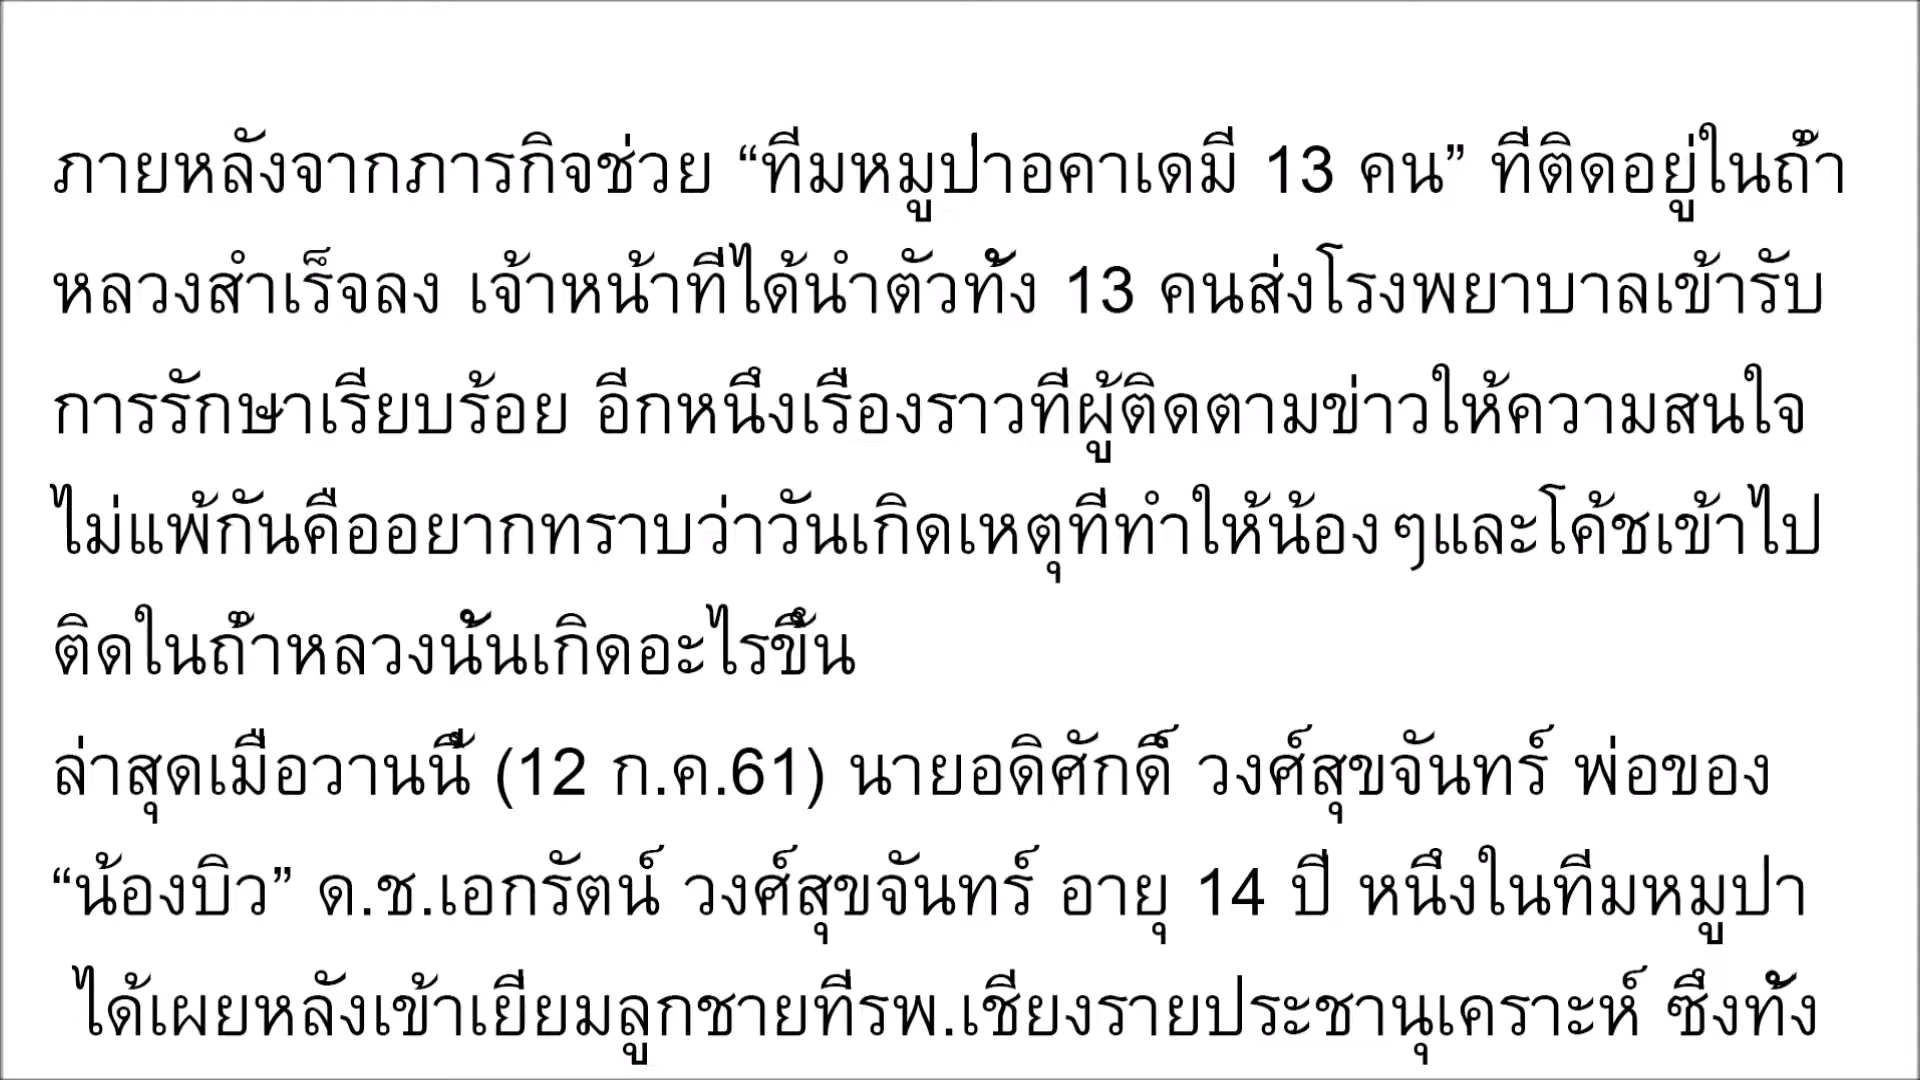 ภายหลังจากภารกิจช่วย “ทีมหมูป่าอคาเดมี 13 คน” ที่ติดอยู่ในถ้ำ
หลวงสำเร็จลง เจ้าหน้าที่ได้นำตัวทั้ง 13 คนส่งโรงพยาบาลเข้ารับ
การรักษาเรียบร้อย อีกหนึ่งเรื่องราวที่ผู้ติดตามข่าวให้ความสนใจ
ไม่แพ้กันคืออยากทราบว่าวันเกิดเหตุที่ทำให้น้องๆและโค้ชเข้าไป
ติดในถ้ำหลวงนั้นเกิดอะไรขึ้น
ล่าสุดเมื่อวานนี้ (12 ก.ค.61) นายอดิศักดิ์ วงศ์สุขจันทร์ พ่อของ
“น้องบิว” ด.ช.เอกรัตน์ วงศ์สุขจันทร์ อายุ 14 ปี หนึ่งในทีมหมูป่า
ได้เผยหลังเข้าเยี่ยมลูกชายที่รพ.เชียงรายประชานุเคราะห์ ซึ่งทั้ง